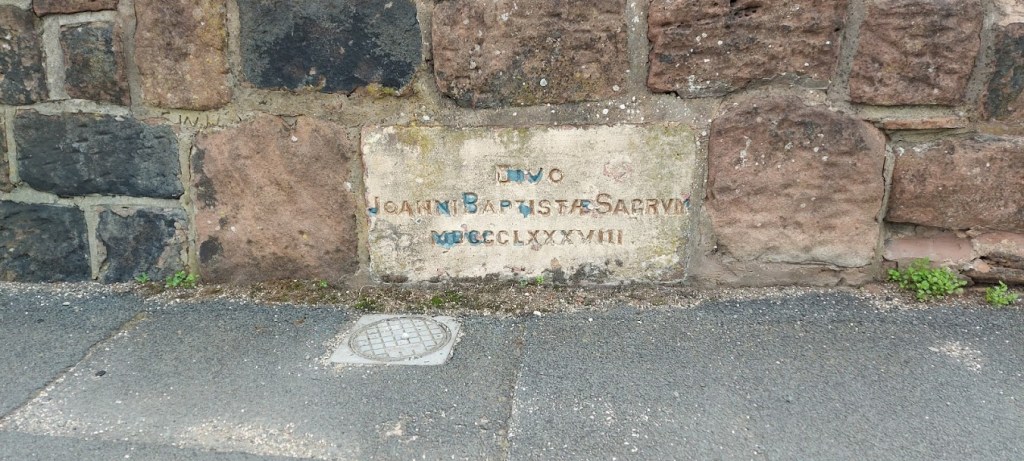 DIVO
JOANNI BAPTISTÆ SACRVM
MDCCCLXXXVIII